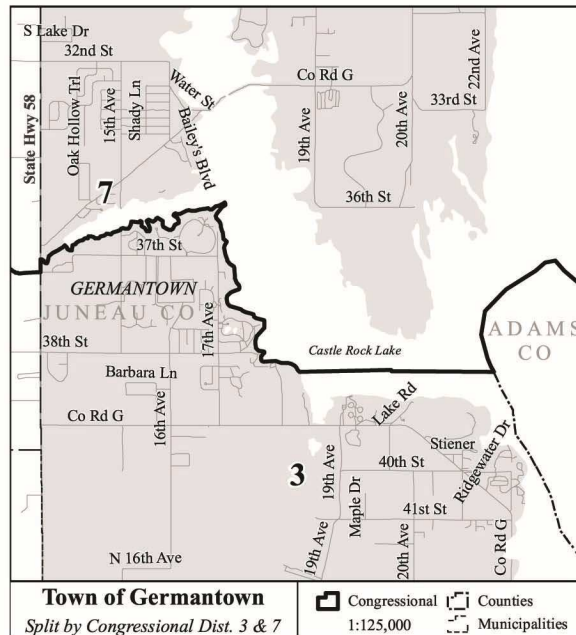 S Lake Dr
32nd St
State Hwy 58
Oak Hollow Trl
15th Ave
Shady Ln
Water St
Bailey's Blvd
Co Rd G
19th Ave
20th Ave
22nd Ave
33rd St
36th St
7
37th St
GERMANTOWN
JUNEAU CO
17th Ave
38th St
Castle Rock Lake
ADAMS
CO
Barbara Ln
16th Ave
Co Rd G
Lake Rd
Stiener
3
19th Ave
40th St
Ridgewater Dr
Maple Dr
41st St
N 16th Ave
19th Ave
20th Ave
Co Rd G
Town of Germantown
Split by Congressional Dist. 3 & 7
Congressional
Counties
1:125,000
Municipalities